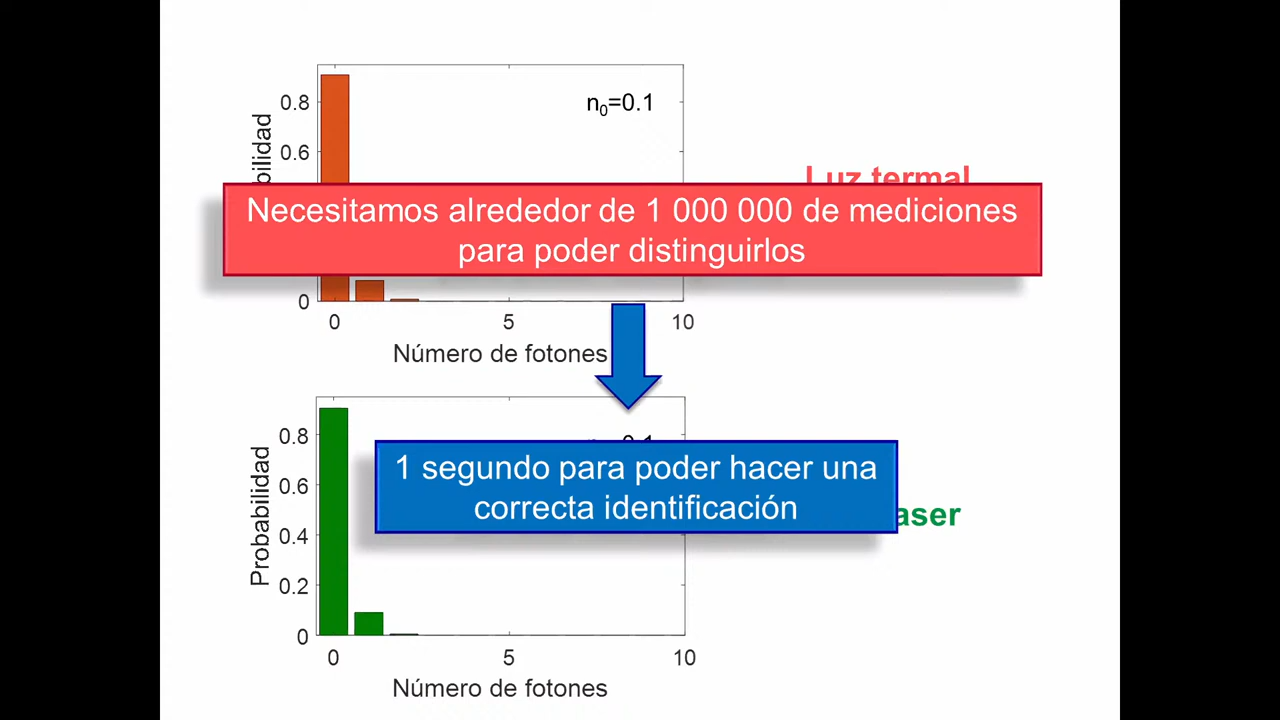 0.8
n0=0.1
0.6
Luz termal
Necesitamos alrededor de 1 000 000 de mediciones
para poder distinguirlos
0
0 5 10
Número de fotones
0.8
1 segundo para poder hacer una
correcta identificación
0.6
0.4
0.2
0
Probabilidad
0 5 10
Número de fotones